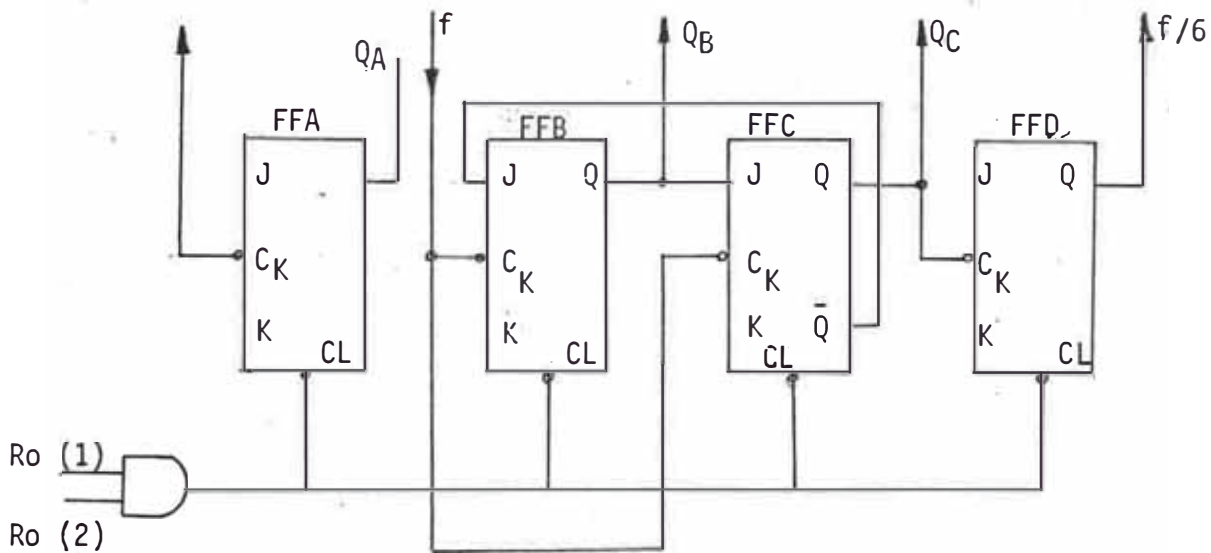 f
QA
QB
QC
f/6
FFA
FFB
FFC
FFD
J
J Q
J Q
J Q
CK
CK
CK
CK
K
K
K Q̄
K
CL
CL
CL
CL
Ro (1)
Ro (2)